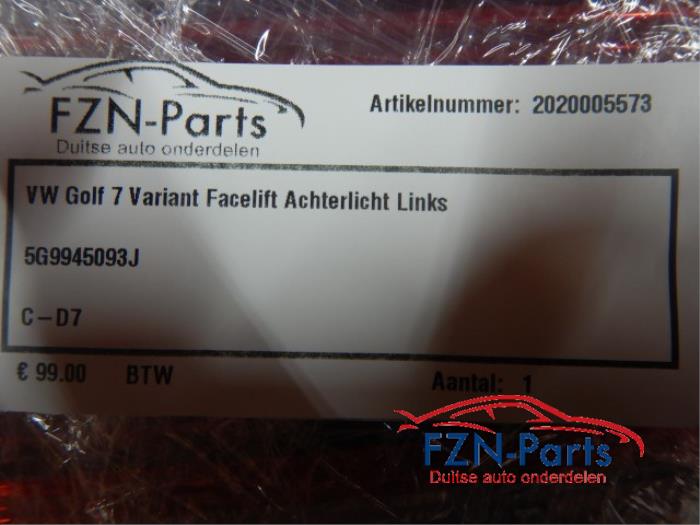 FZN-Parts
Duitse auto onderdelen
Artikelnummer: 2020005573
VW Golf 7 Variant Facelift Achterlicht Links
5G9945093J
C-D7
€ 99.00 BTW Aantal: 1
FZN-Parts
Duitse auto onderdelen